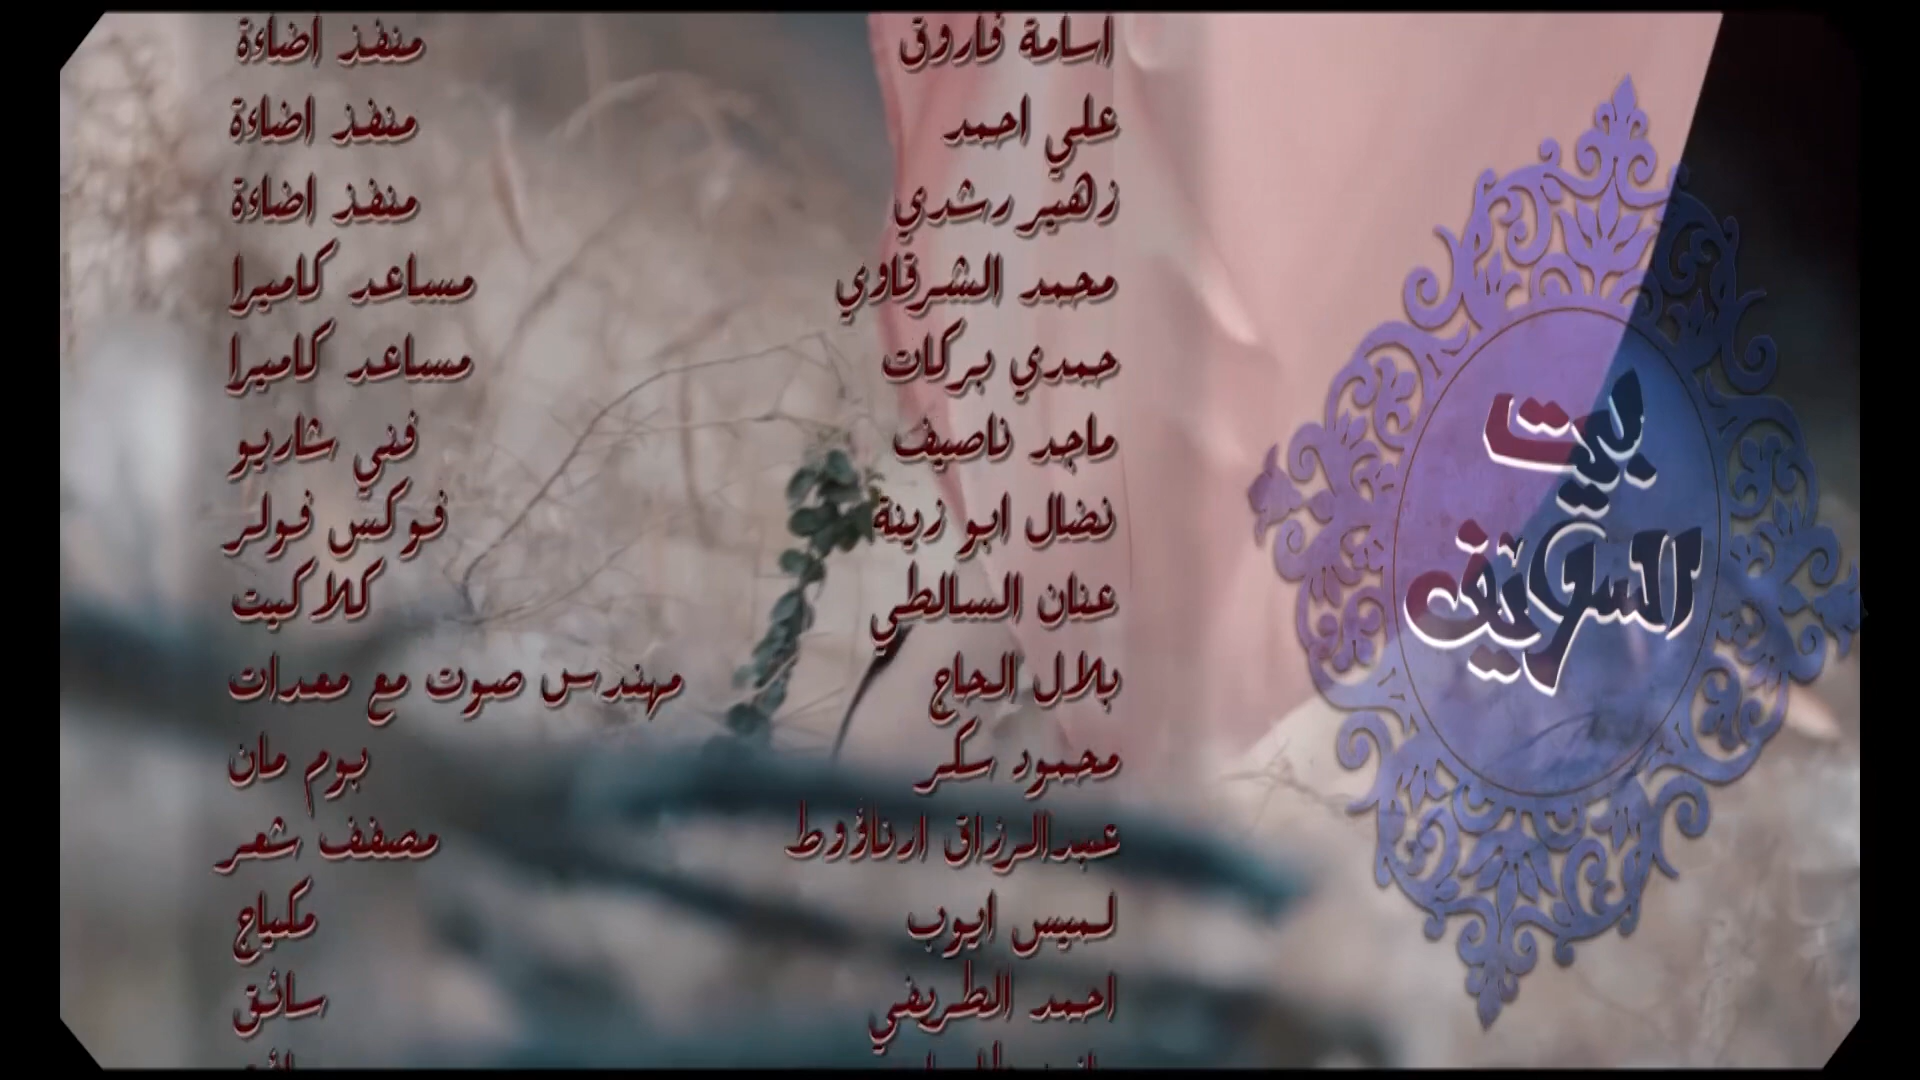 اسامة فاروق منفذ اضاءة
علي احمد منفذ اضاءة
زهير رشدي منفذ اضاءة
محمد الشرقاوي مساعد كاميرا
حمدي بركات مساعد كاميرا
ماجد ناصيف فني شاريو
نضال ابو زينة فوكس فولر
عنان السالطي كلاكيت
بلال الحاج مهندس صوت مع معدات
محمود سكر بوم مان
عبدالرزاق ارناؤوط مصفف شعر
لميس ايوب مكياج
احمد الطريفي سائق
بيت
السويف